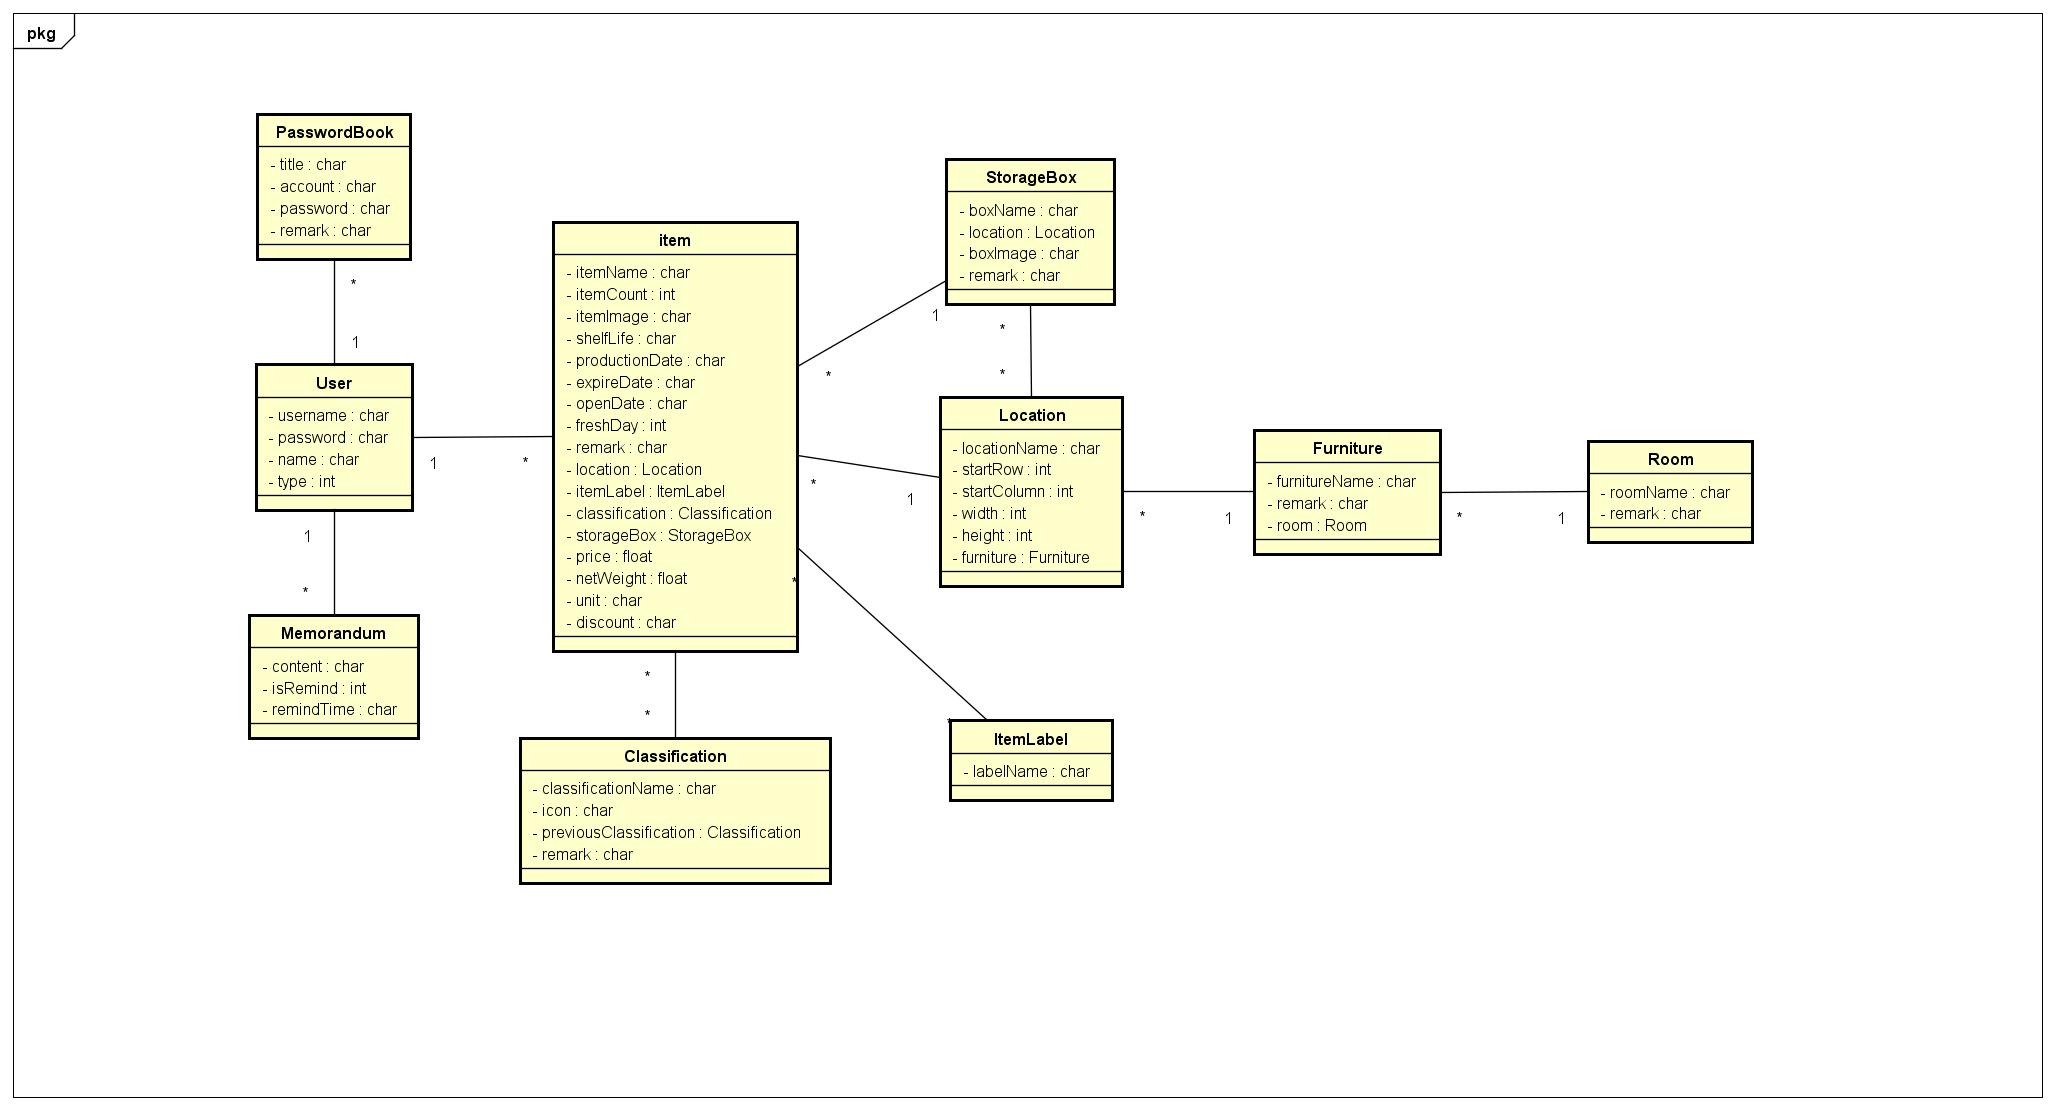 pkg
PasswordBook
- title : char
- account : char
- password : char
- remark : char
*
1
User
- username : char
- password : char
- name : char
- type : int
1
*
1
*
Memorandum
- content : char
- isRemind : int
- remindTime : char
item
- itemName : char
- itemCount : int
- itemImage : char
- shelfLife : char
- productionDate : char
- expireDate : char
- openDate : char
- freshDay : int
- remark : char
- location : Location
- itemLabel : ItemLabel
- classification : Classification
- storageBox : StorageBox
- price : float
- netWeight : float
- unit : char
- discount : char
*
*
Classification
- classificationName : char
- icon : char
- previousClassification : Classification
- remark : char
StorageBox
- boxName : char
- location : Location
- boxImage : char
- remark : char
1
*
*
*
Location
- locationName : char
- startRow : int
- startColumn : int
- width : int
- height : int
- furniture : Furniture
*
1
*
*
ItemLabel
- labelName : char
*
1
Furniture
- furnitureName : char
- remark : char
- room : Room
*
1
Room
- roomName : char
- remark : char